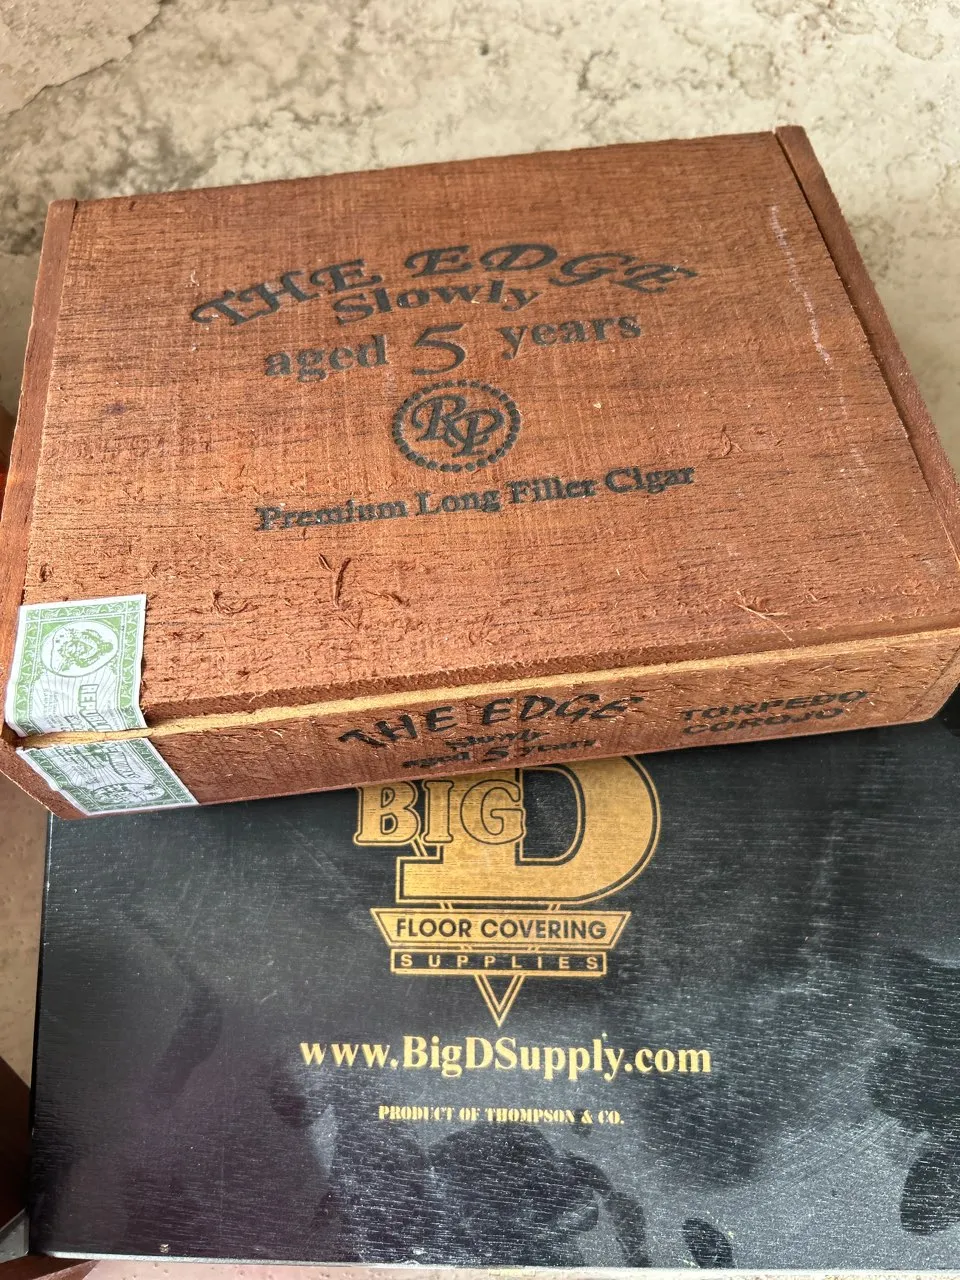 THE EDGE
Slowly
aged 5 years
RP
Premium Long Filler Cigar
THE EDGE
Slowly
aged 5 years
TORPEDO
COROJO
BIG D
FLOOR COVERING
SUPPLIES
www.BigDSupply.com
PRODUCT OF THOMPSON & CO.